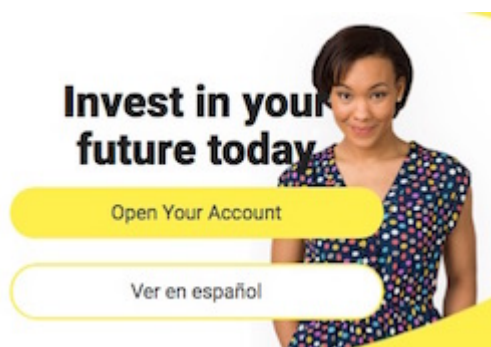 Invest in your
future today
Open Your Account
Ver en español